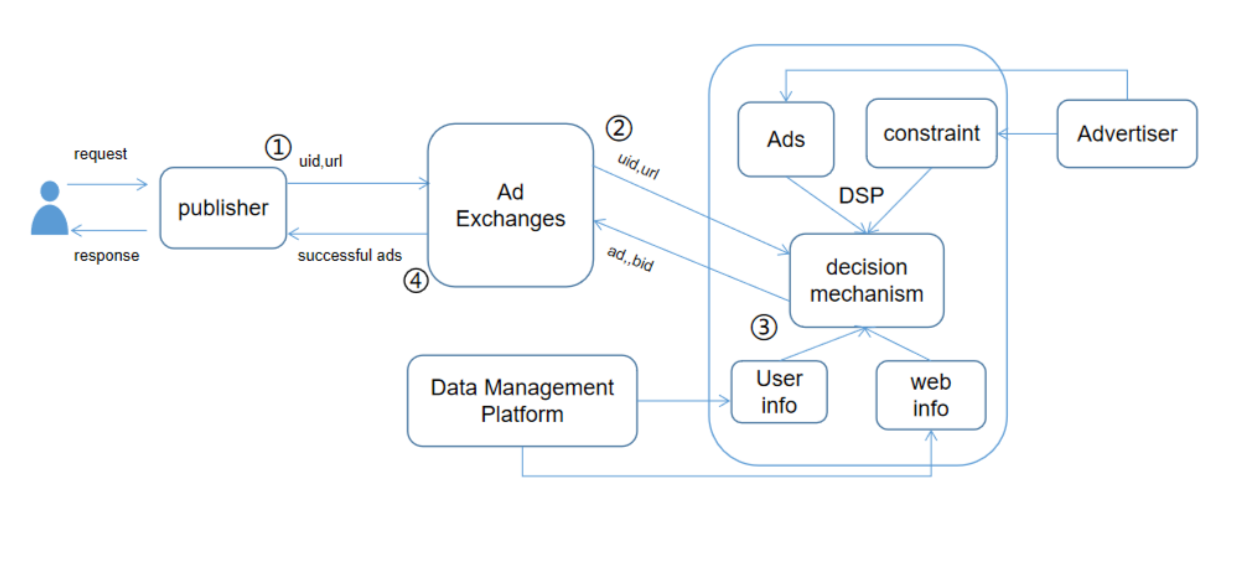 request
response
publisher
①
uid,url
successful ads
④
Ad
Exchanges
②
uid,url
ad,,bid
③
Ads
constraint
Advertiser
DSP
decision
mechanism
User
info
web
info
Data Management
Platform